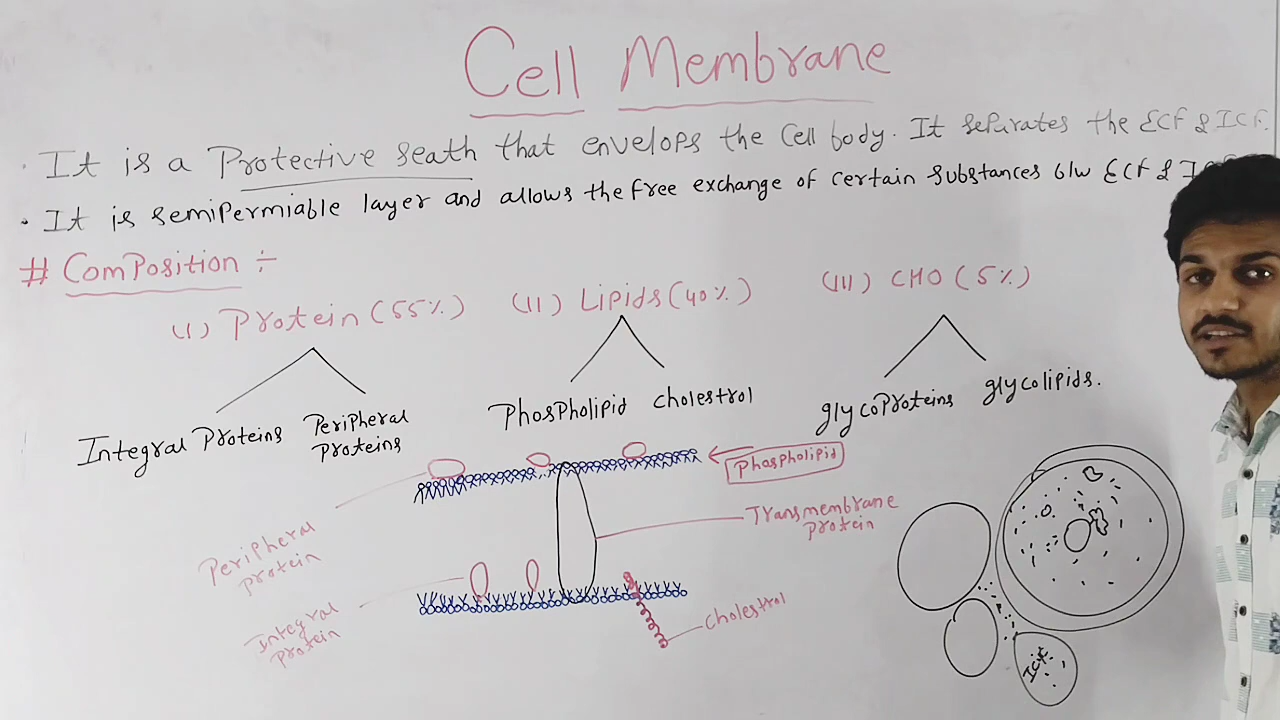 Cell Membrane
· It is a Protective seath that envelops the Cell body. It separates the ECF & ICF.
· It is semipermiable layer and allows the free exchange of certain substances b/w ECF &
# Composition ÷
(I) Protein (55%) (II) Lipids (40%) (III) CHO (5%)
Integral Proteins Peripheral proteins Phospholipid cholestrol glycoproteins glycolipids.
Phospholipid
Transmembrane protein
Peripheral protein
Integral protein
cholestrol
ICF